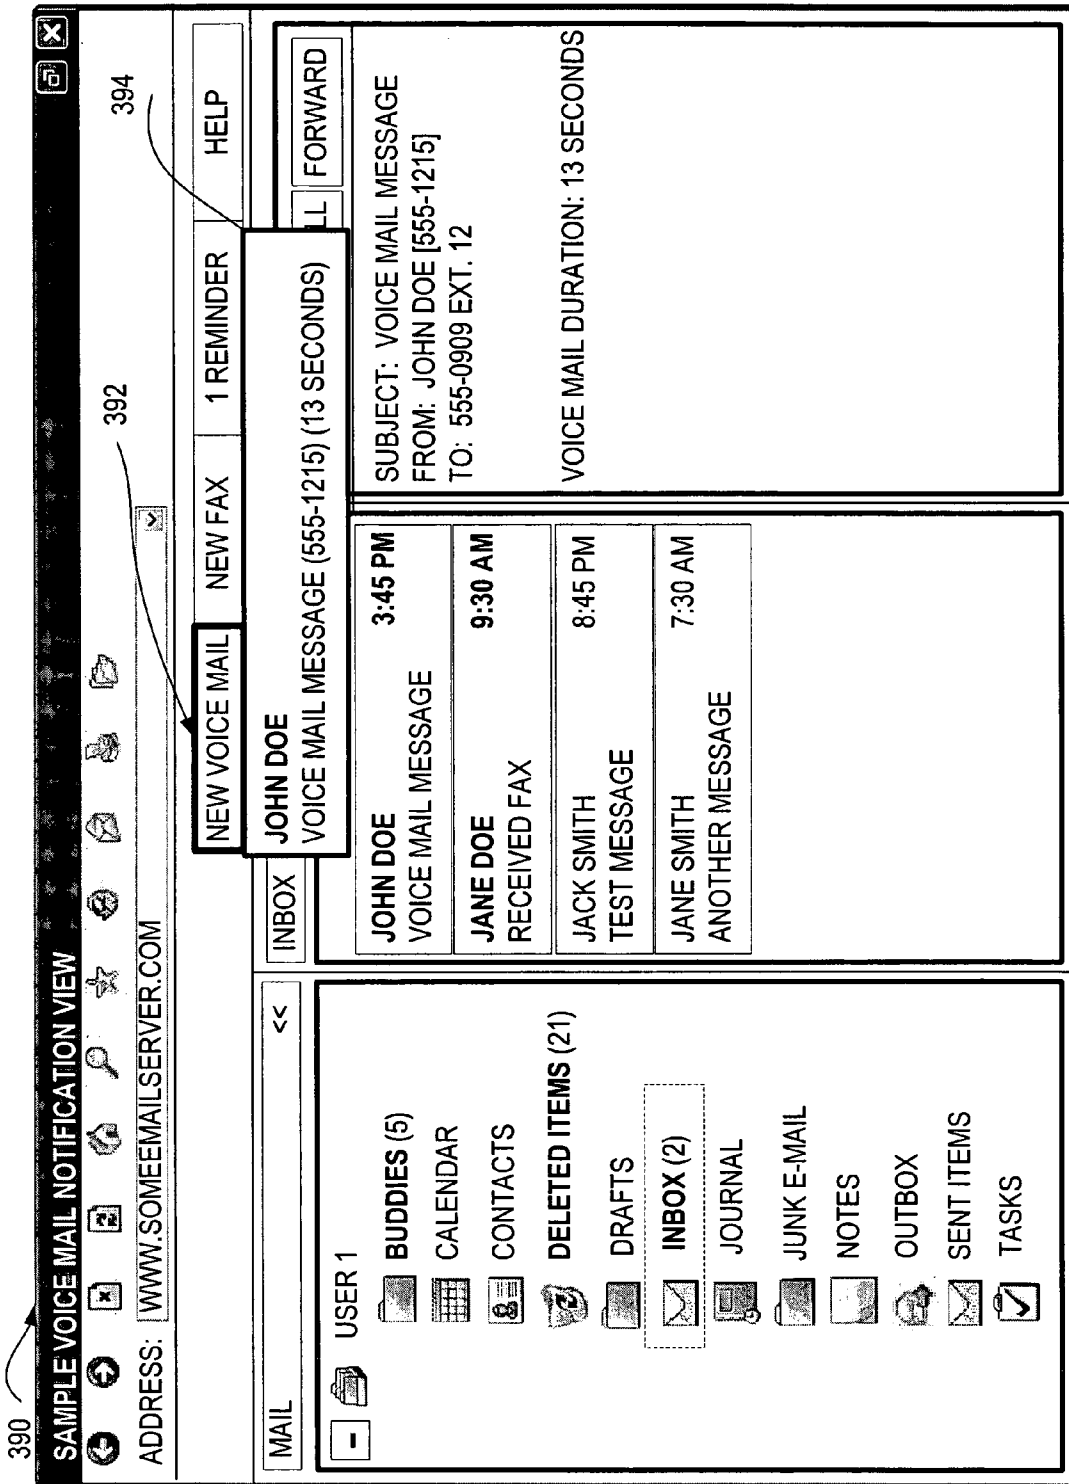 390
SAMPLE VOICE MAIL NOTIFICATION VIEW
ADDRESS: WWW.SOMEEMAILSERVER.COM
392
394
NEW VOICE MAIL NEW FAX 1 REMINDER HELP
JOHN DOE
VOICE MAIL MESSAGE (555-1215) (13 SECONDS)
MAIL <<
USER 1
BUDDIES (5)
CALENDAR
CONTACTS
DELETED ITEMS (21)
DRAFTS
INBOX (2)
JOURNAL
JUNK E-MAIL
NOTES
OUTBOX
SENT ITEMS
TASKS
INBOX
JOHN DOE 3:45 PM
VOICE MAIL MESSAGE
JANE DOE 9:30 AM
RECEIVED FAX
JACK SMITH 8:45 PM
TEST MESSAGE
JANE SMITH 7:30 AM
ANOTHER MESSAGE
LL FORWARD
SUBJECT: VOICE MAIL MESSAGE
FROM: JOHN DOE [555-1215]
TO: 555-0909 EXT. 12
VOICE MAIL DURATION: 13 SECONDS